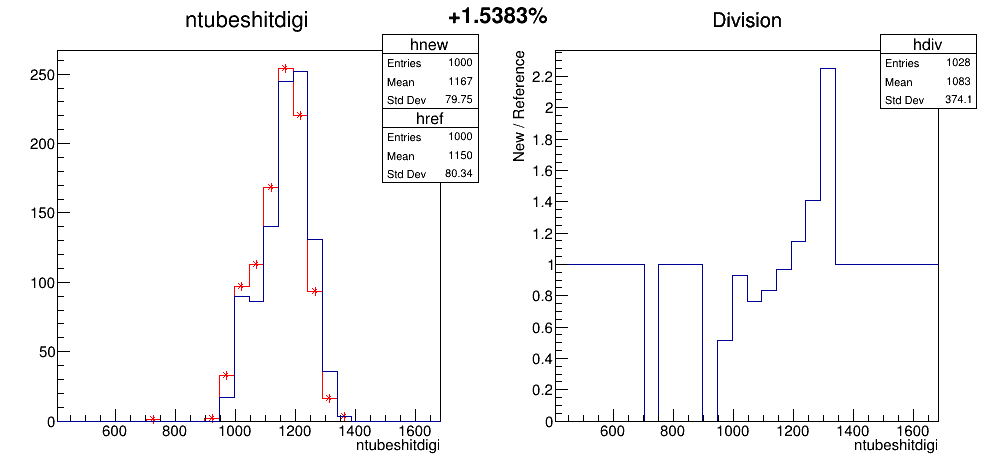 ntubeshitdigi
+1.5383%
Division
hnew
Entries 1000
Mean 1167
Std Dev 79.75
href
Entries 1000
Mean 1150
Std Dev 80.34
250
200
150
100
50
0
600 800 1000 1200 1400 1600
ntubeshitdigi
hdiv
Entries 1028
Mean 1083
Std Dev 374.1
New / Reference
2.2
2
1.8
1.6
1.4
1.2
1
0.8
0.6
0.4
0.2
0
600 800 1000 1200 1400 1600
ntubeshitdigi